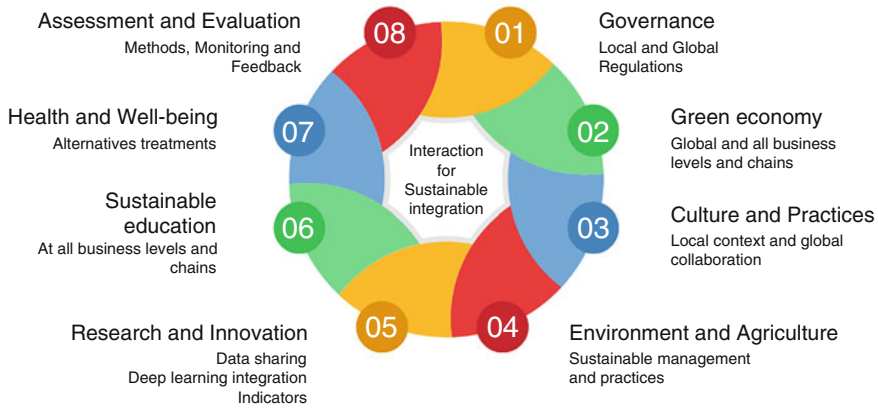 01
Governance
Local and Global
Regulations
02
Green economy
Global and all business
levels and chains
03
Culture and Practices
Local context and global
collaboration
04
Environment and Agriculture
Sustainable management
and practices
05
Research and Innovation
Data sharing
Deep learning integration
Indicators
06
Sustainable
education
At all business levels and
chains
07
Health and Well-being
Alternatives treatments
08
Assessment and Evaluation
Methods, Monitoring and
Feedback
Interaction
for
Sustainable
integration